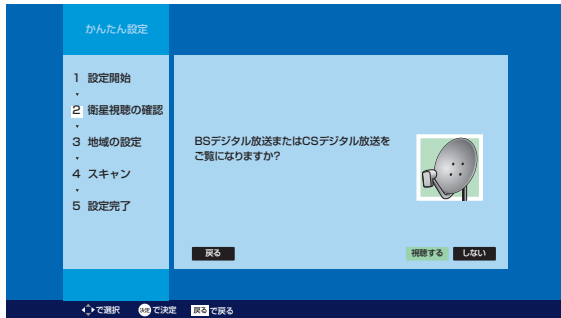 かんたん設定
1 設定開始
2 衛星視聴の確認
3 地域の設定
4 スキャン
5 設定完了
BSデジタル放送またはCSデジタル放送を
ご覧になりますか?
戻る 視聴する しない
で選択 決定 で決定 戻る で戻る